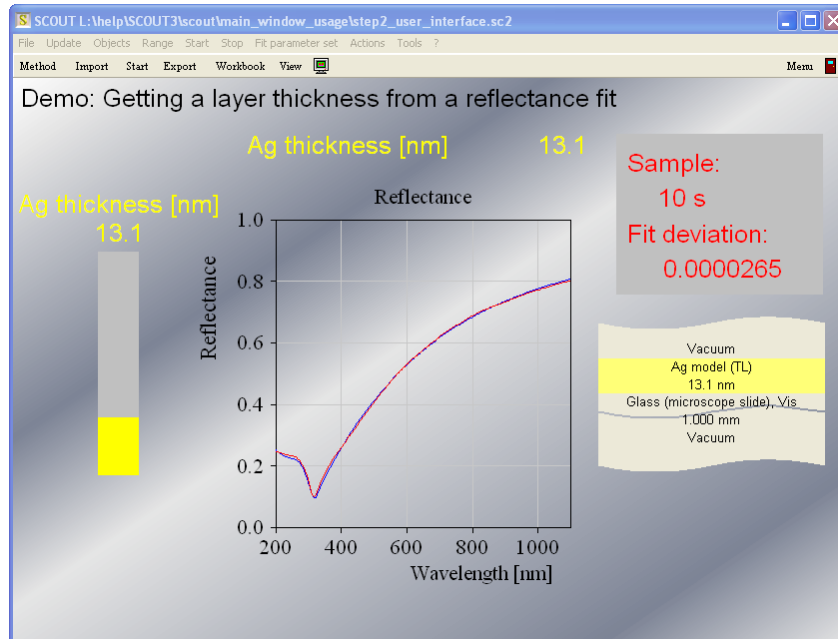 SCOUT L:\help\SCOUT3\scout\main_window_usage\step2_user_interface.sc2
File Update Objects Range Start Stop Fit parameter set Actions Tools ?
Method Import Start Export Workbook View Menu
Demo: Getting a layer thickness from a reflectance fit
Ag thickness [nm] 13.1
Ag thickness [nm]
13.1
Reflectance
Reflectance
1.0
0.8
0.6
0.4
0.2
0.0
200 400 600 800 1000
Wavelength [nm]
Sample:
10 s
Fit deviation:
0.0000265
Vacuum
Ag model (TL)
13.1 nm
Glass (microscope slide), Vis
1.000 mm
Vacuum